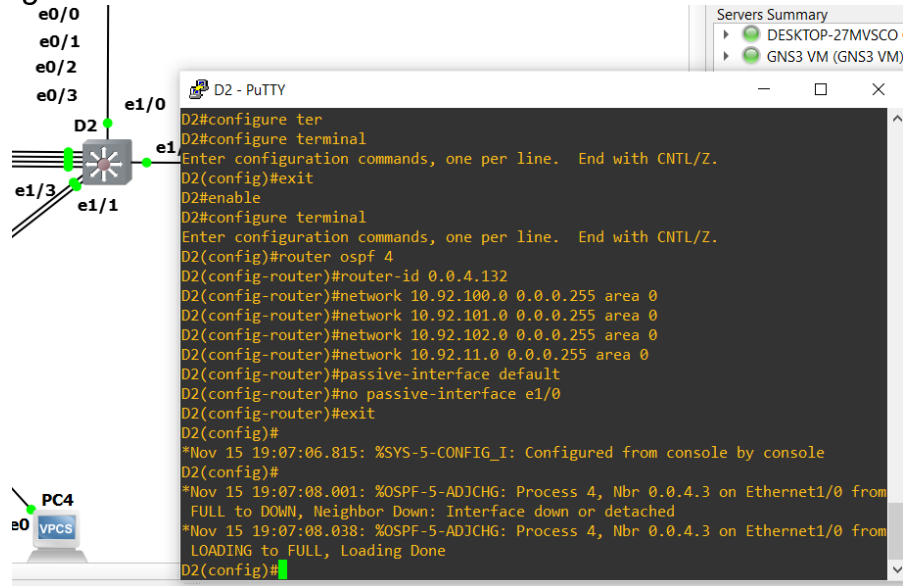 e0/0
e0/1
e0/2
e0/3
e1/0
D2
e1/3
e1/1
PC4
e0
VPCS
Servers Summary
DESKTOP-27MVSCO
GNS3 VM (GNS3 VM)
D2 - PuTTY
D2#configure ter
D2#configure terminal
Enter configuration commands, one per line.  End with CNTL/Z.
D2(config)#exit
D2#enable
D2#configure terminal
Enter configuration commands, one per line.  End with CNTL/Z.
D2(config)#router ospf 4
D2(config-router)#router-id 0.0.4.132
D2(config-router)#network 10.92.100.0 0.0.0.255 area 0
D2(config-router)#network 10.92.101.0 0.0.0.255 area 0
D2(config-router)#network 10.92.102.0 0.0.0.255 area 0
D2(config-router)#network 10.92.11.0 0.0.0.255 area 0
D2(config-router)#passive-interface default
D2(config-router)#no passive-interface e1/0
D2(config-router)#exit
D2(config)#
*Nov 15 19:07:06.815: %SYS-5-CONFIG_I: Configured from console by console
D2(config)#
*Nov 15 19:07:08.001: %OSPF-5-ADJCHG: Process 4, Nbr 0.0.4.3 on Ethernet1/0 from
 FULL to DOWN, Neighbor Down: Interface down or detached
*Nov 15 19:07:08.038: %OSPF-5-ADJCHG: Process 4, Nbr 0.0.4.3 on Ethernet1/0 from
 LOADING to FULL, Loading Done
D2(config)#